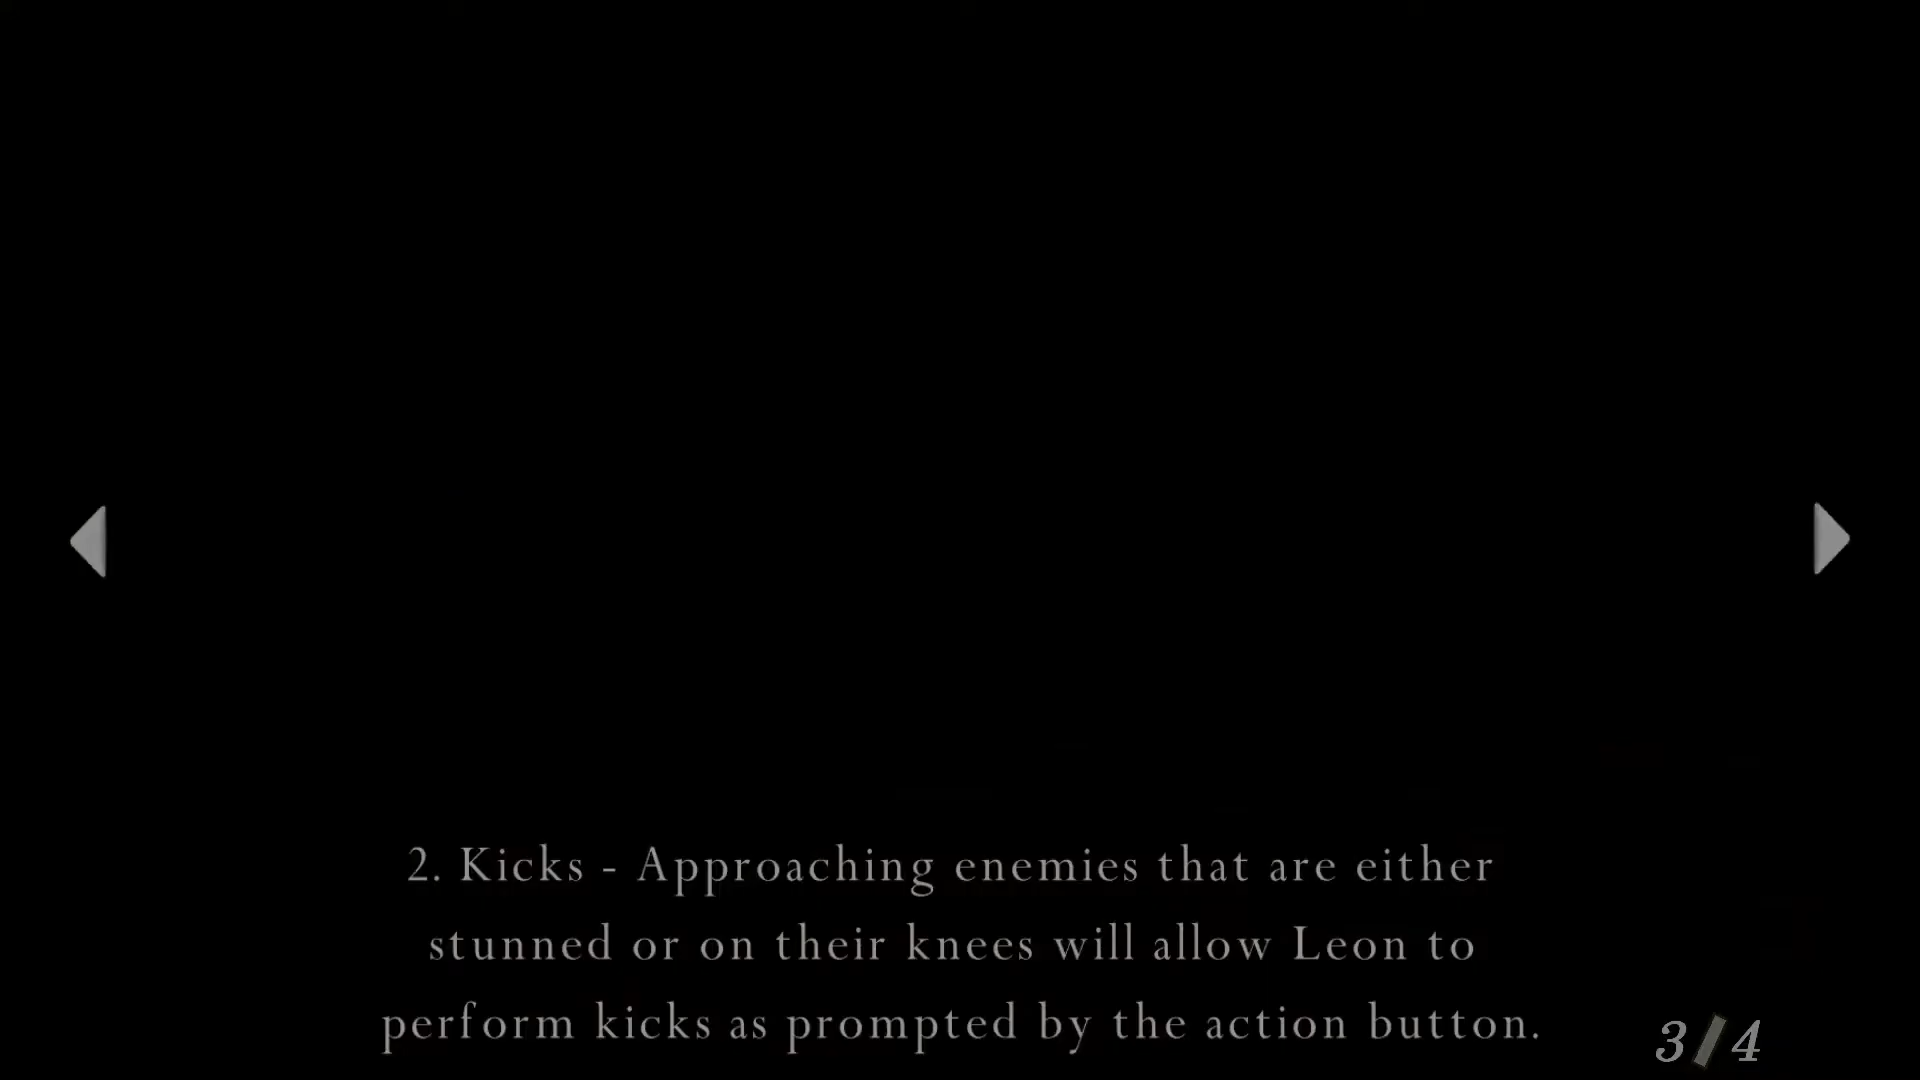 2. Kicks - Approaching enemies that are either
stunned or on their knees will allow Leon to
perform kicks as prompted by the action button.
3/4